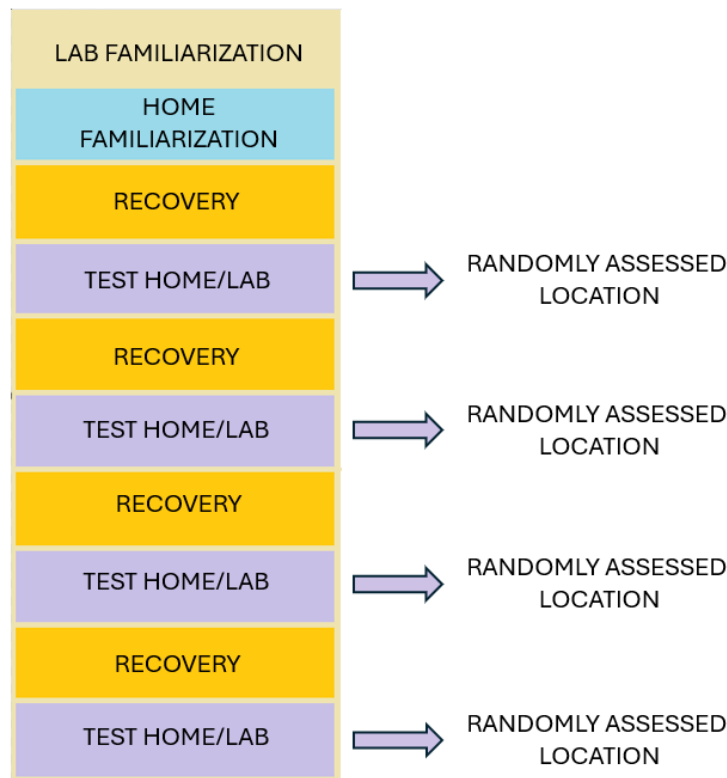 LAB FAMILIARIZATION
HOME
FAMILIARIZATION
RECOVERY
TEST HOME/LAB
RANDOMLY ASSESSED
LOCATION
RECOVERY
TEST HOME/LAB
RANDOMLY ASSESSED
LOCATION
RECOVERY
TEST HOME/LAB
RANDOMLY ASSESSED
LOCATION
RECOVERY
TEST HOME/LAB
RANDOMLY ASSESSED
LOCATION